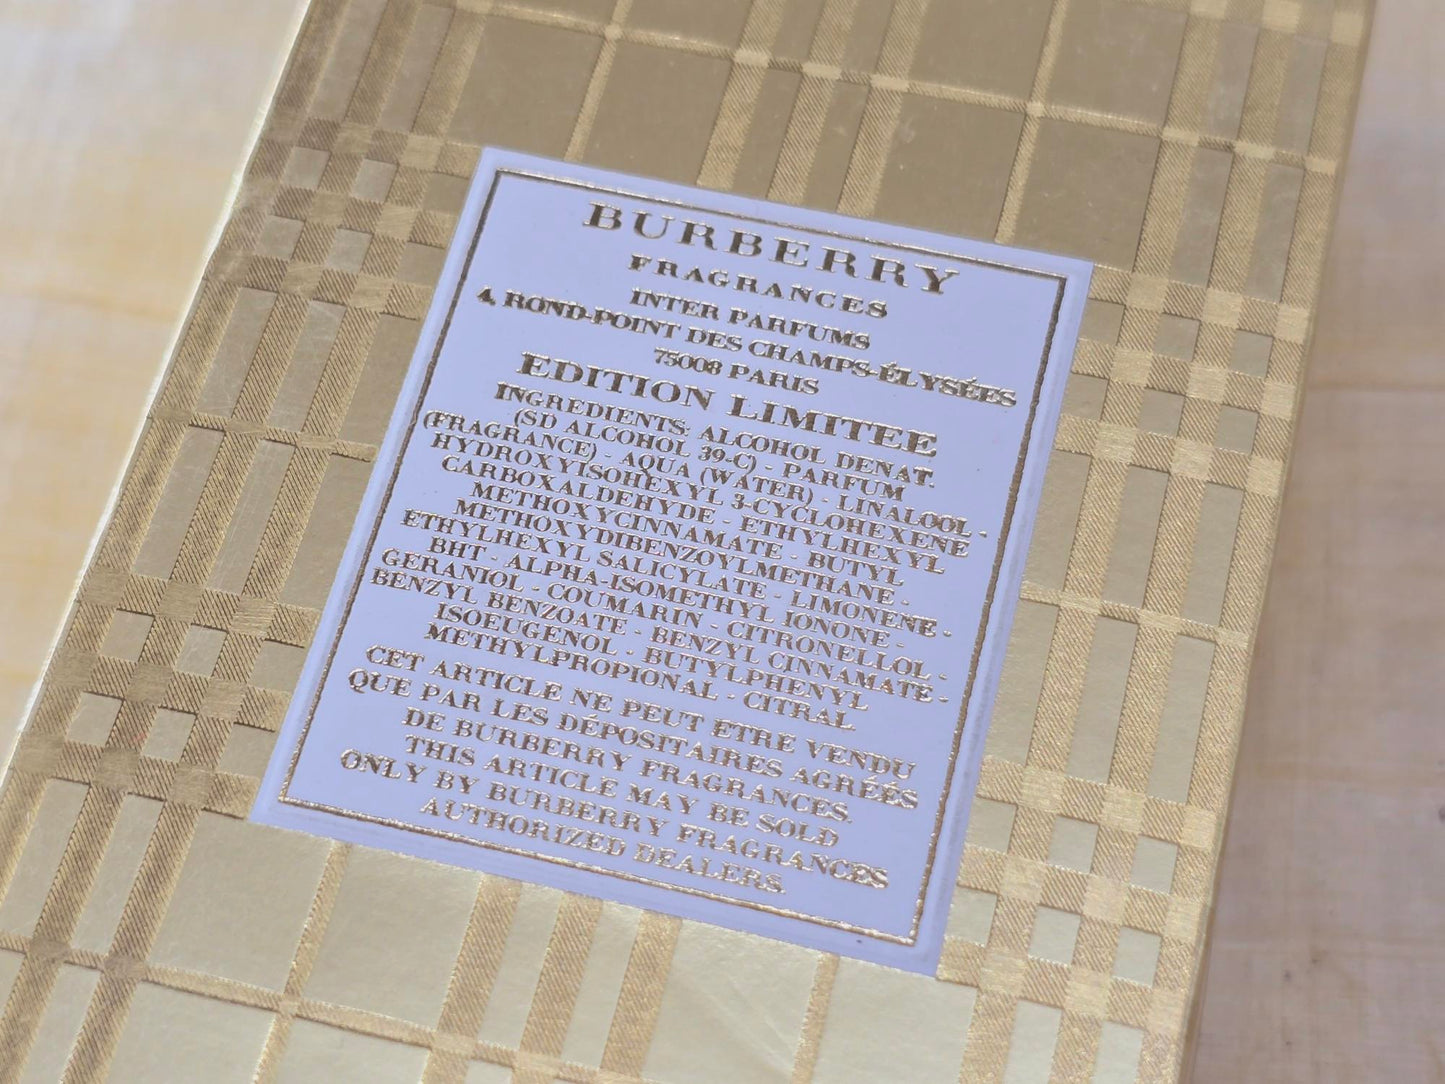 BURBERRY
FRAGRANCES
INTER PARFUMS
4, ROND-POINT DES CHAMPS-ÉLYSÉES
75008 PARIS
EDITION LIMITEE
INGREDIENTS: ALCOHOL DENAT.
(SD ALCOHOL 39-C) - PARFUM
(FRAGRANCE) - AQUA (WATER) - LINALOOL -
HYDROXYISOHEXYL 3-CYCLOHEXENE
CARBOXALDEHYDE - ETHYLHEXYL
METHOXYCINNAMATE - BUTYL
METHOXYDIBENZOYLMETHANE -
ETHYLHEXYL SALICYLATE - LIMONENE -
BHT - ALPHA-ISOMETHYL IONONE -
GERANIOL - COUMARIN - CITRONELLOL -
BENZYL BENZOATE - BENZYL CINNAMATE -
ISOEUGENOL - BUTYLPHENYL
METHYLPROPIONAL - CITRAL
CET ARTICLE NE PEUT ÊTRE VENDU
QUE PAR LES DÉPOSITAIRES AGRÉÉS
DE BURBERRY FRAGRANCES.
THIS ARTICLE MAY BE SOLD
ONLY BY BURBERRY FRAGRANCES
AUTHORIZED DEALERS.